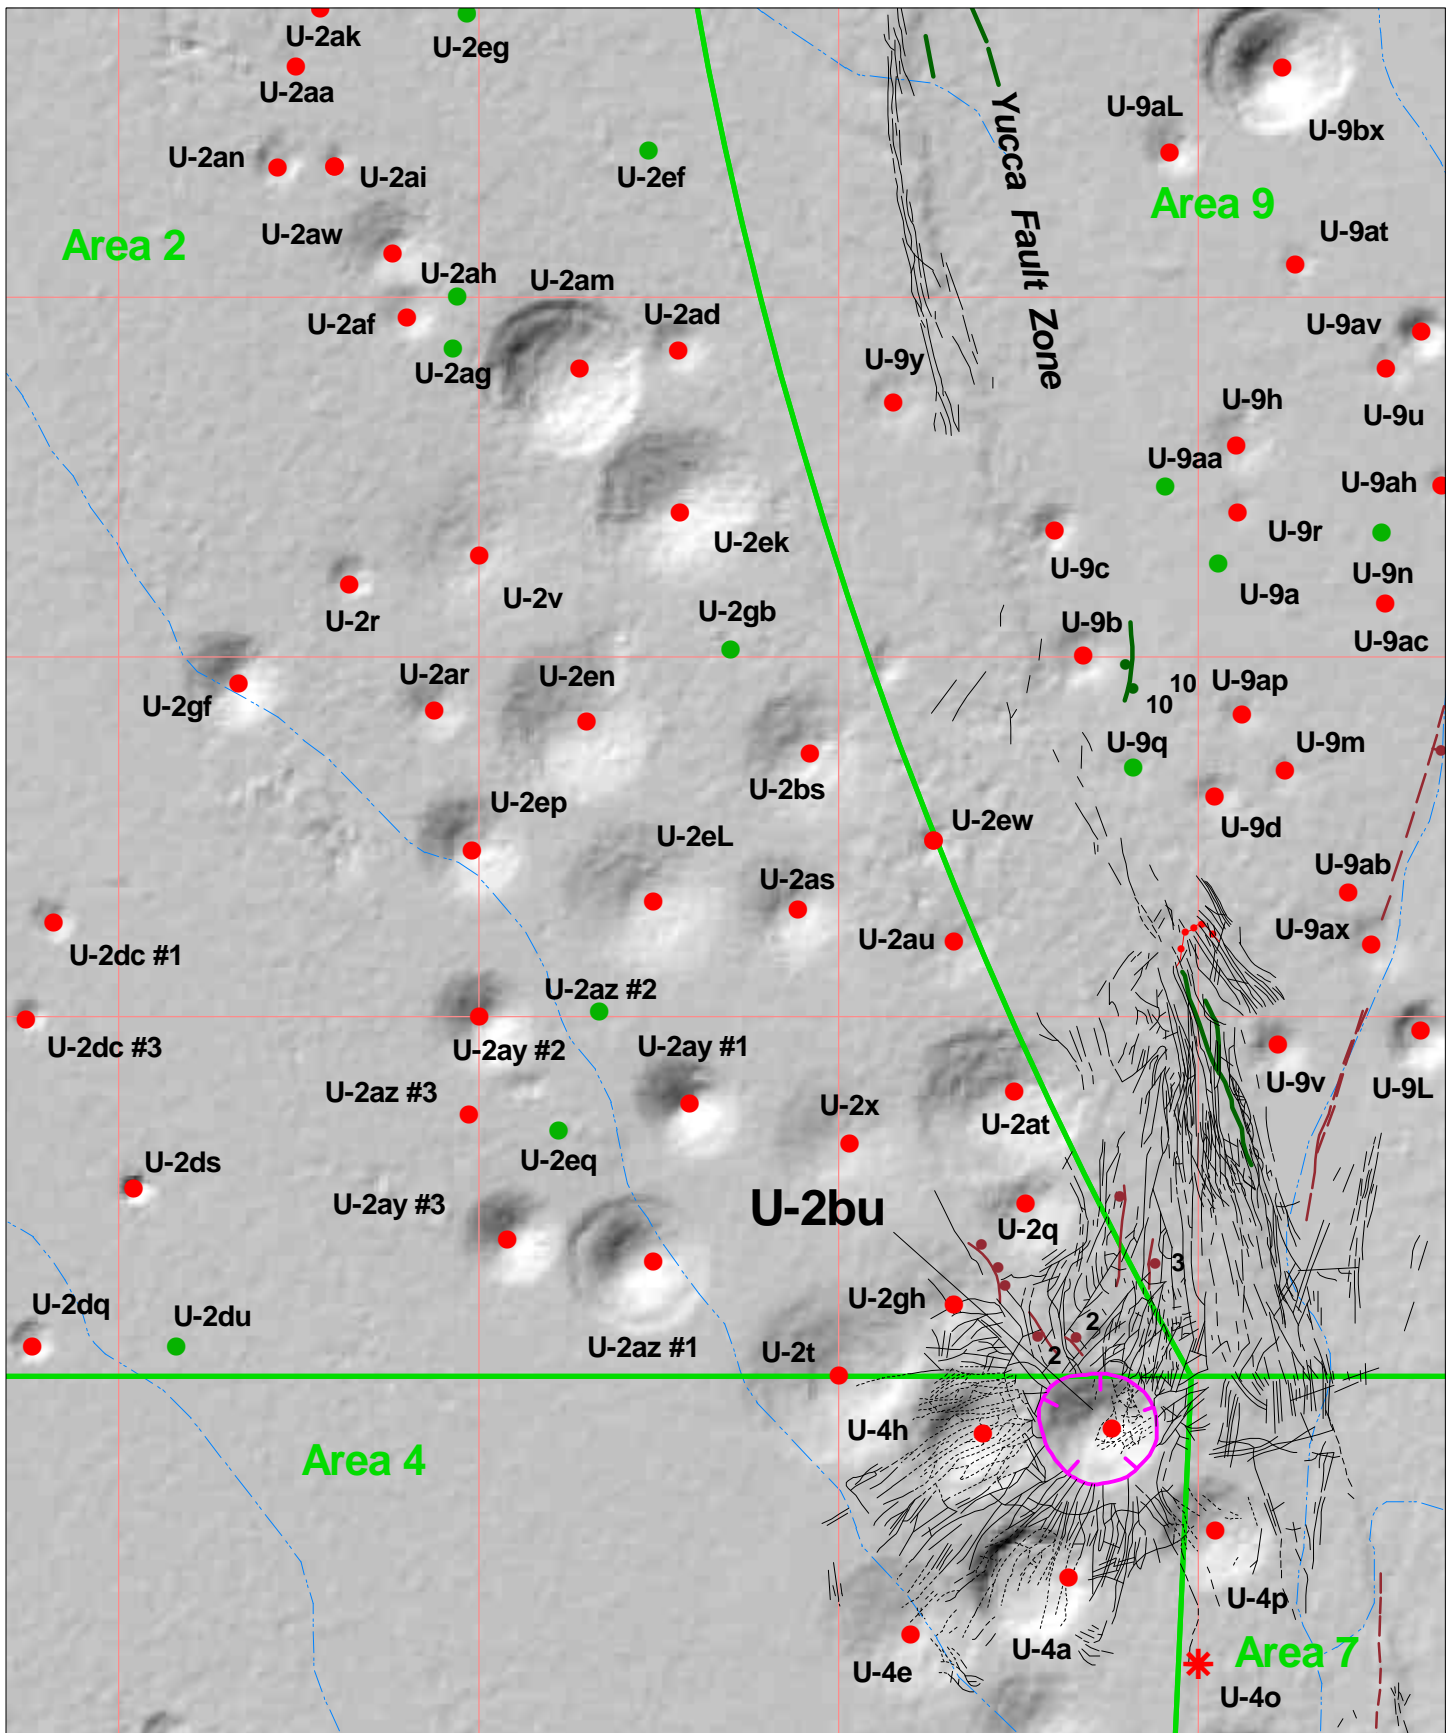 U-2ak
U-2eg
U-2aa
U-9aL
U-9bx
U-2an
U-2ai
U-2ef
Yucca Fault Zone
Area 9
Area 2
U-2aw
U-9at
U-2ah
U-2am
U-2af
U-2ad
U-9av
U-2ag
U-9y
U-9u
U-9h
U-9aa
U-9ah
U-2ek
U-9r
U-9c
U-9n
U-2v
U-9a
U-2r
U-2gb
U-9b
U-9ac
U-2gf
U-2ar
U-2en
10
10
U-9ap
U-9q
U-9m
U-2bs
U-2ep
U-2ew
U-9d
U-2eL
U-9ab
U-2as
U-9ax
U-2dc #1
U-2au
U-2az #2
U-2dc #3
U-2ay #2
U-2ay #1
U-9v
U-9L
U-2az #3
U-2x
U-2at
U-2eq
U-2ds
U-2ay #3
U-2bu
U-2q
3
U-2gh
U-2dq
U-2du
2
U-2az #1
U-2t
2
U-4h
Area 4
U-4p
U-4a
U-4e
Area 7
U-4o